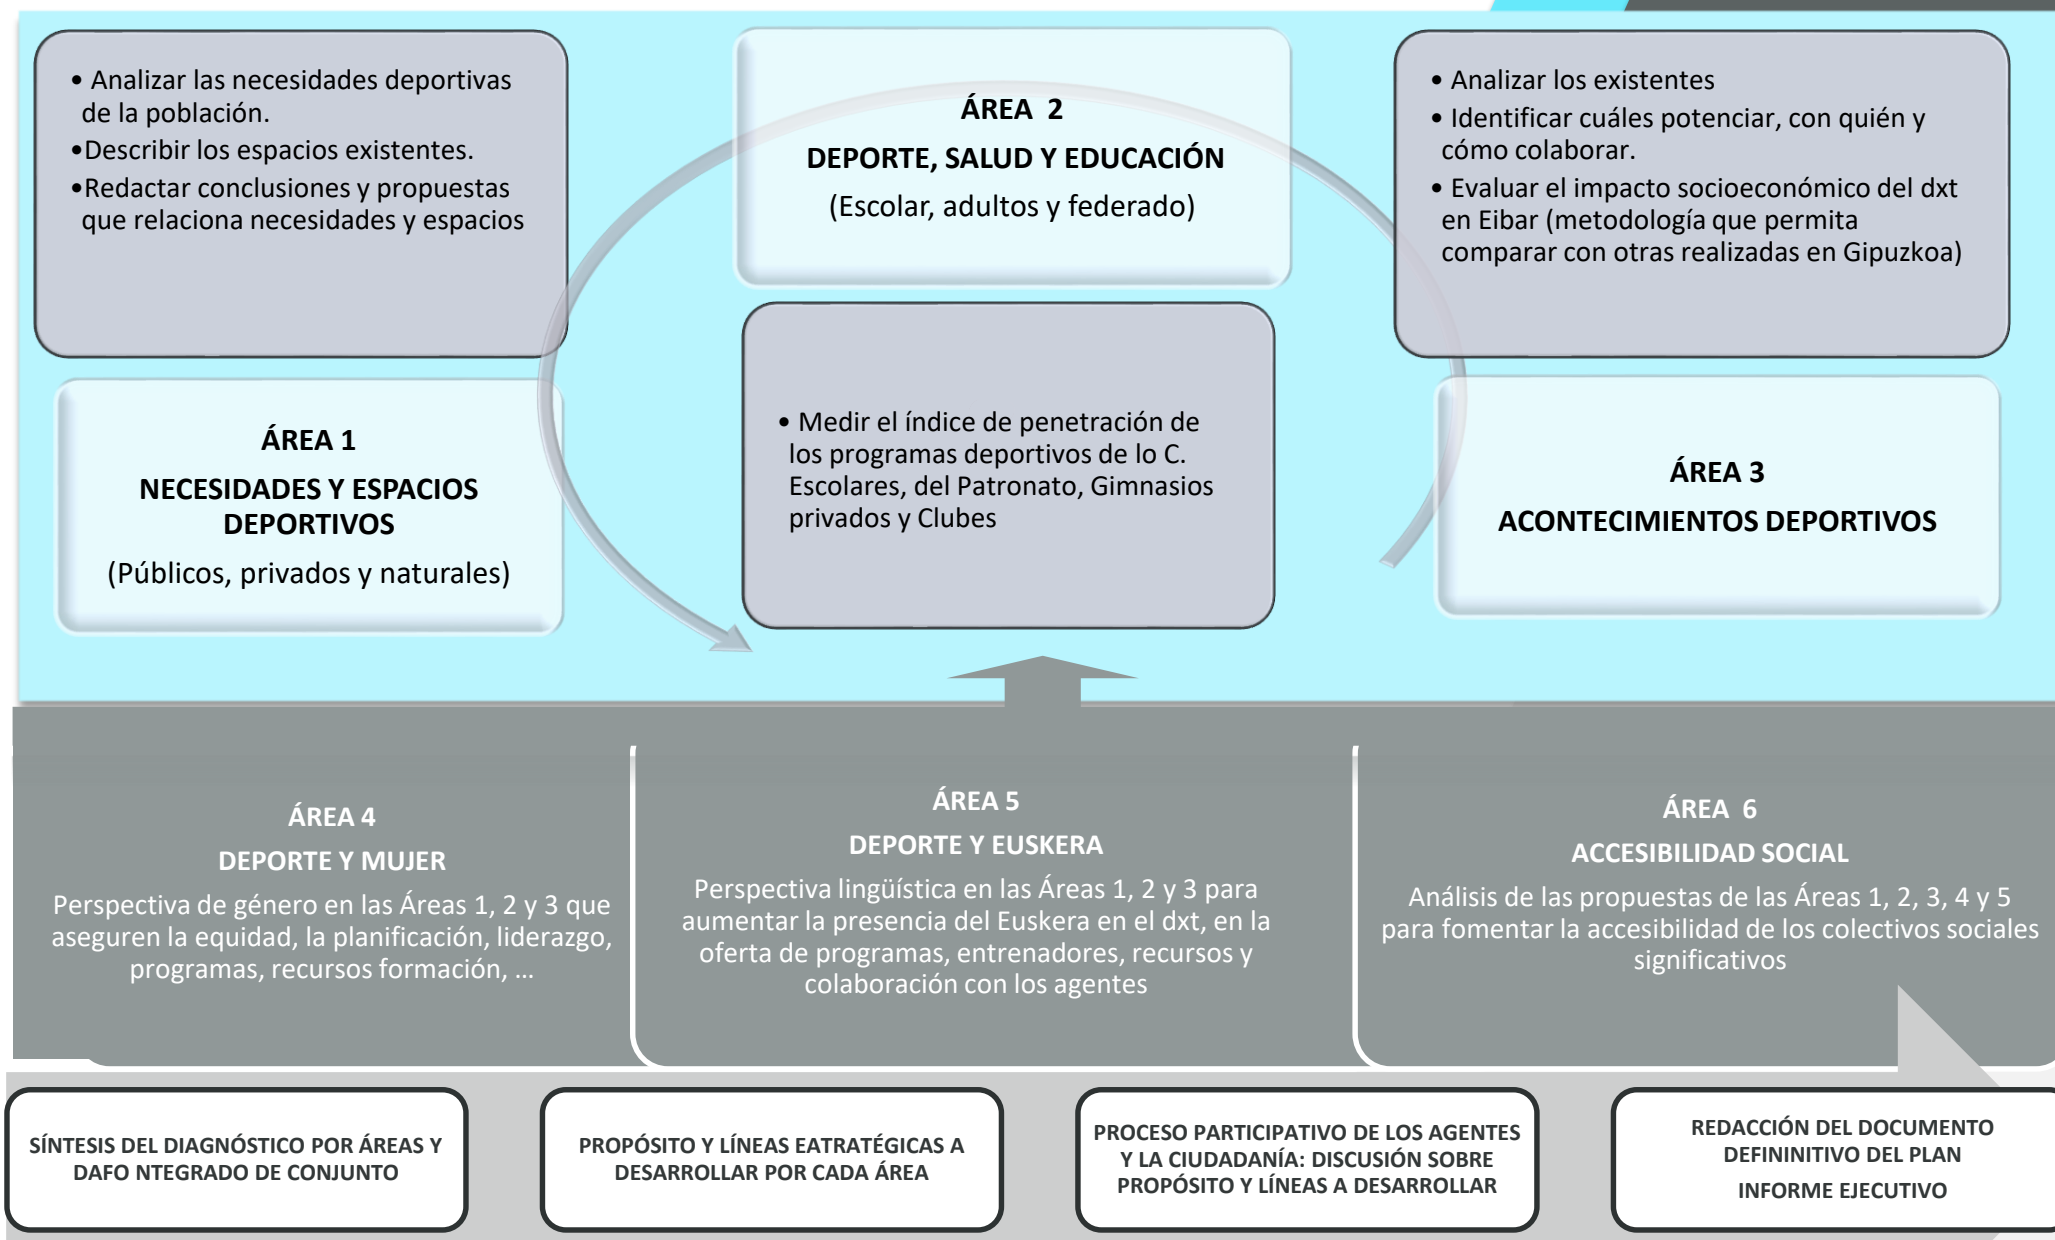 • Analizar las necesidades deportivas
de la población.
•Describir los espacios existentes.
•Redactar conclusiones y propuestas
que relaciona necesidades y espacios
ÁREA 1
NECESIDADES Y ESPACIOS
DEPORTIVOS
(Públicos, privados y naturales)
ÁREA 2
DEPORTE, SALUD Y EDUCACIÓN
(Escolar, adultos y federado)
• Medir el índice de penetración de
los programas deportivos de lo C.
Escolares, del Patronato, Gimnasios
privados y Clubes
• Analizar los existentes
• Identificar cuáles potenciar, con quién y
cómo colaborar.
• Evaluar el impacto socioeconómico del dxt
en Eibar (metodología que permita
comparar con otras realizadas en Gipuzkoa)
ÁREA 3
ACONTECIMIENTOS DEPORTIVOS
ÁREA 4
DEPORTE Y MUJER
Perspectiva de género en las Áreas 1, 2 y 3 que
aseguren la equidad, la planificación, liderazgo,
programas, recursos formación, ...
ÁREA 5
DEPORTE Y EUSKERA
Perspectiva lingüística en las Áreas 1, 2 y 3 para
aumentar la presencia del Euskera en el dxt, en la
oferta de programas, entrenadores, recursos y
colaboración con los agentes
ÁREA 6
ACCESIBILIDAD SOCIAL
Análisis de las propuestas de las Áreas 1, 2, 3, 4 y 5
para fomentar la accesibilidad de los colectivos sociales
significativos
SÍNTESIS DEL DIAGNÓSTICO POR ÁREAS Y
DAFO NTEGRADO DE CONJUNTO
PROPÓSITO Y LÍNEAS EATRATÉGICAS A
DESARROLLAR POR CADA ÁREA
PROCESO PARTICIPATIVO DE LOS AGENTES
Y LA CIUDADANÍA: DISCUSIÓN SOBRE
PROPÓSITO Y LÍNEAS A DESARROLLAR
REDACCIÓN DEL DOCUMENTO
DEFININITIVO DEL PLAN
INFORME EJECUTIVO